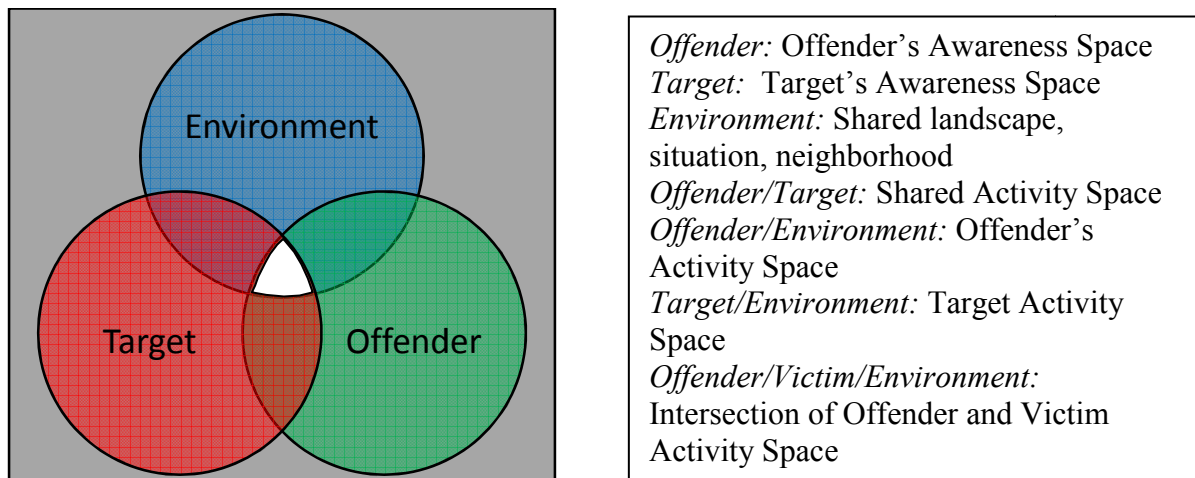 Environment
Target
Offender
Offender: Offender’s Awareness Space
Target: Target’s Awareness Space
Environment: Shared landscape,
situation, neighborhood
Offender/Target: Shared Activity Space
Offender/Environment: Offender’s
Activity Space
Target/Environment: Target Activity
Space
Offender/Victim/Environment:
Intersection of Offender and Victim
Activity Space